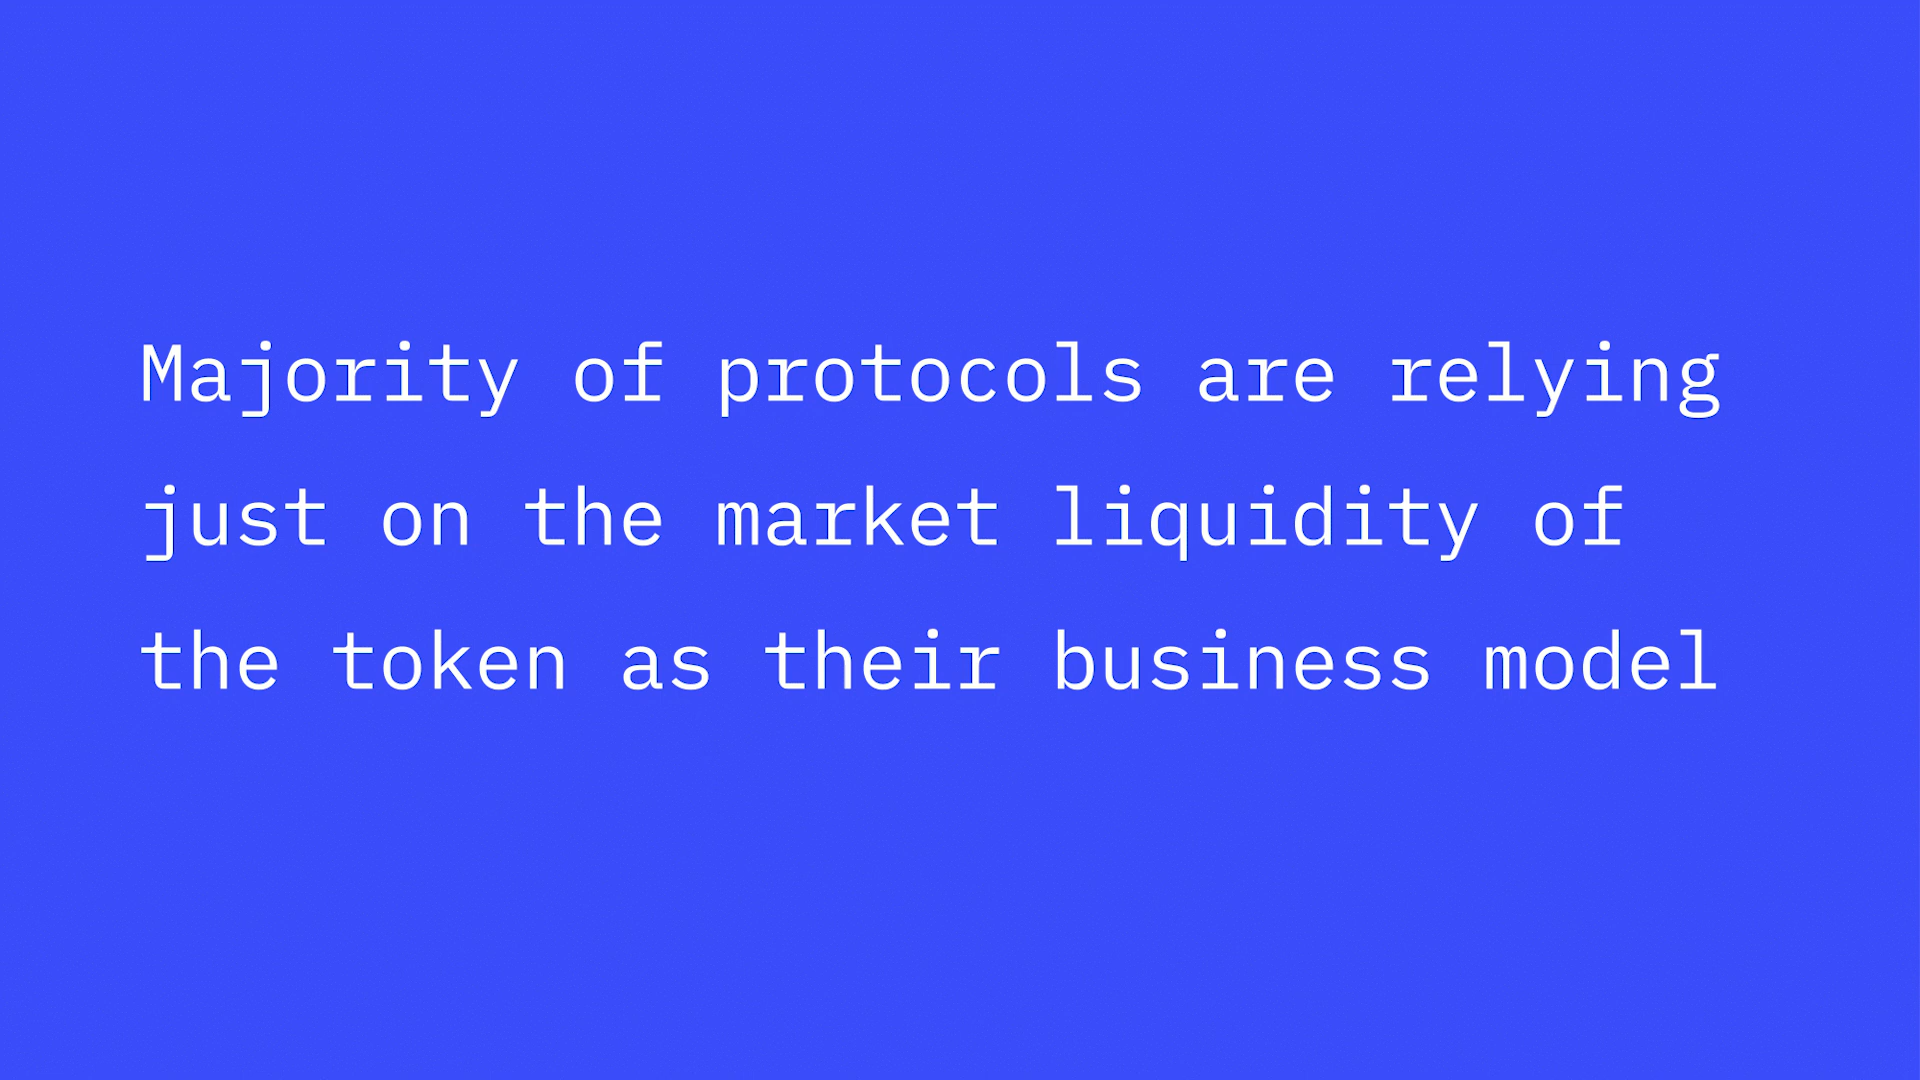 Majority of protocols are relying
just on the market liquidity of
the token as their business model